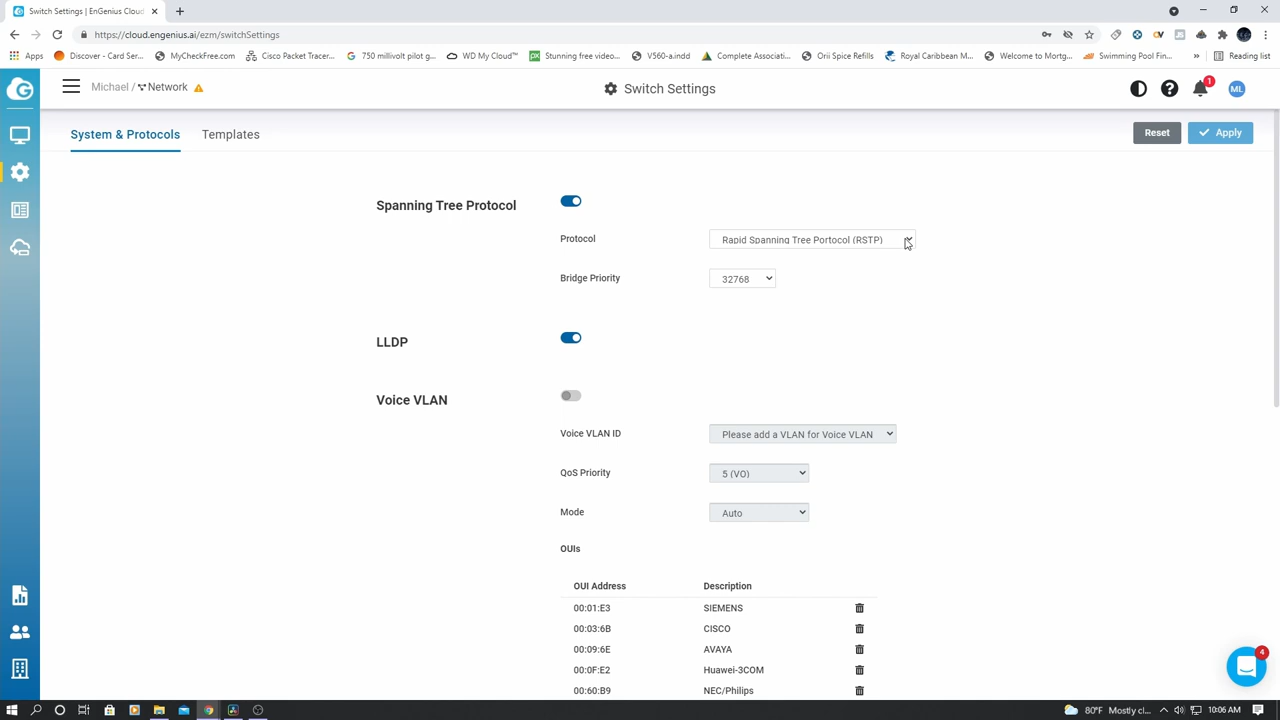 Switch Settings | EnGenius Cloud
https://cloud.engenius.ai/ezm/switchSettings
Apps
Discover - Card Ser...
MyCheckFree.com
Cisco Packet Tracer...
750 millivolt pilot g...
WD My Cloud™
Stunning free video...
V560-a.indd
Complete Associati...
Orii Spice Refills
Royal Caribbean M...
Welcome to Mortg...
Swimming Pool Fin...
»
Reading list
Michael / Network
Switch Settings
1
ML
System & Protocols
Templates
Reset
Apply
Spanning Tree Protocol
Protocol
Rapid Spanning Tree Portocol (RSTP)
Bridge Priority
32768
LLDP
Voice VLAN
Voice VLAN ID
Please add a VLAN for Voice VLAN
QoS Priority
5 (VO)
Mode
Auto
OUIs
OUI Address Description
00:01:E3 SIEMENS
00:03:6B CISCO
00:09:6E AVAYA
00:0F:E2 Huawei-3COM
00:60:B9 NEC/Philips
4
80°F Mostly cl...
10:06 AM